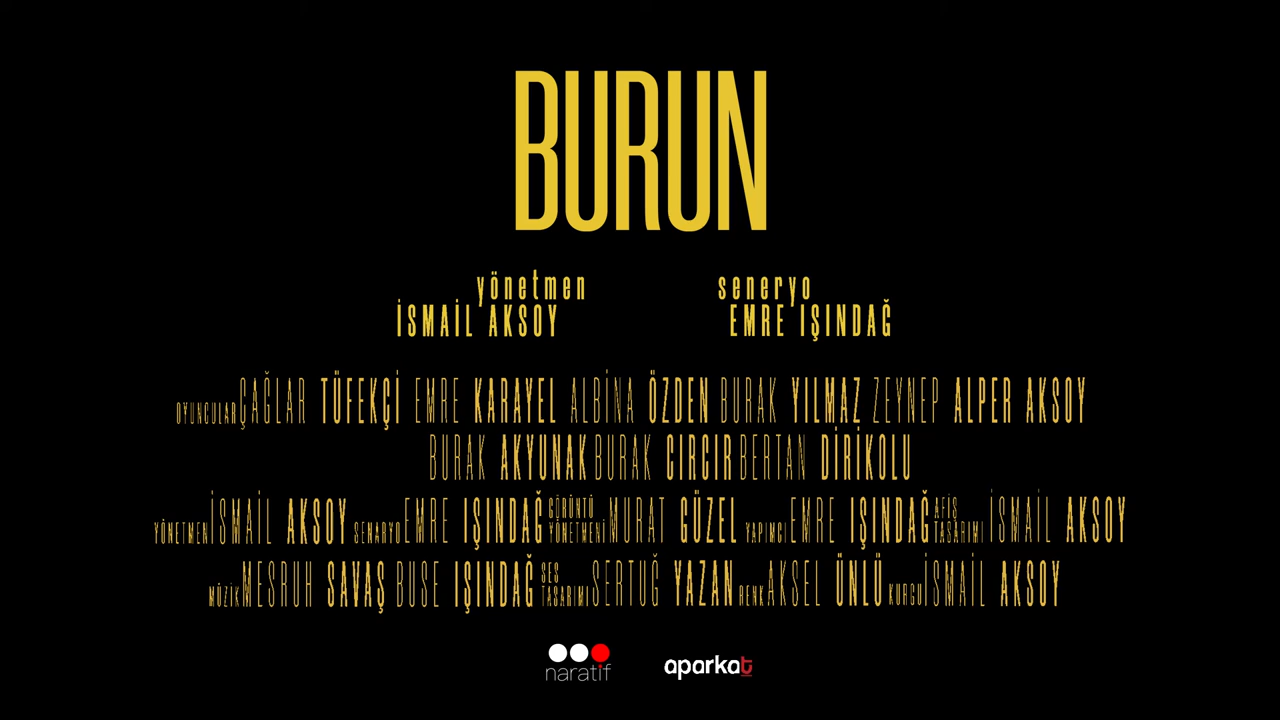 BURUN
yönetmen seneryo
İSMAİL AKSOY EMRE IŞINDAĞ
OYUNCULAR ÇAĞLAR TÜFEKÇİ EMRE KARAYEL ALBİNA ÖZDEN BURAK YILMAZ ZEYNEP ALPER AKSOY
BURAK AKYUNAK BURAK CIRCIR BERTAN DİRİKOLU
YÖNETMEN İSMAİL AKSOY SENARYO EMRE IŞINDAĞ GÖRÜNTÜ YÖNETMENİ MURAT GÜZEL YAPIMCI EMRE IŞINDAĞ AFİŞ TASARIMI İSMAİL AKSOY
MÜZİK MESRUH SAVAŞ BUSE IŞINDAĞ SES TASARIMI SERTUĞ YAZAN RENK AKSEL ÜNLÜ KURGU İSMAİL AKSOY
naratif aparkat